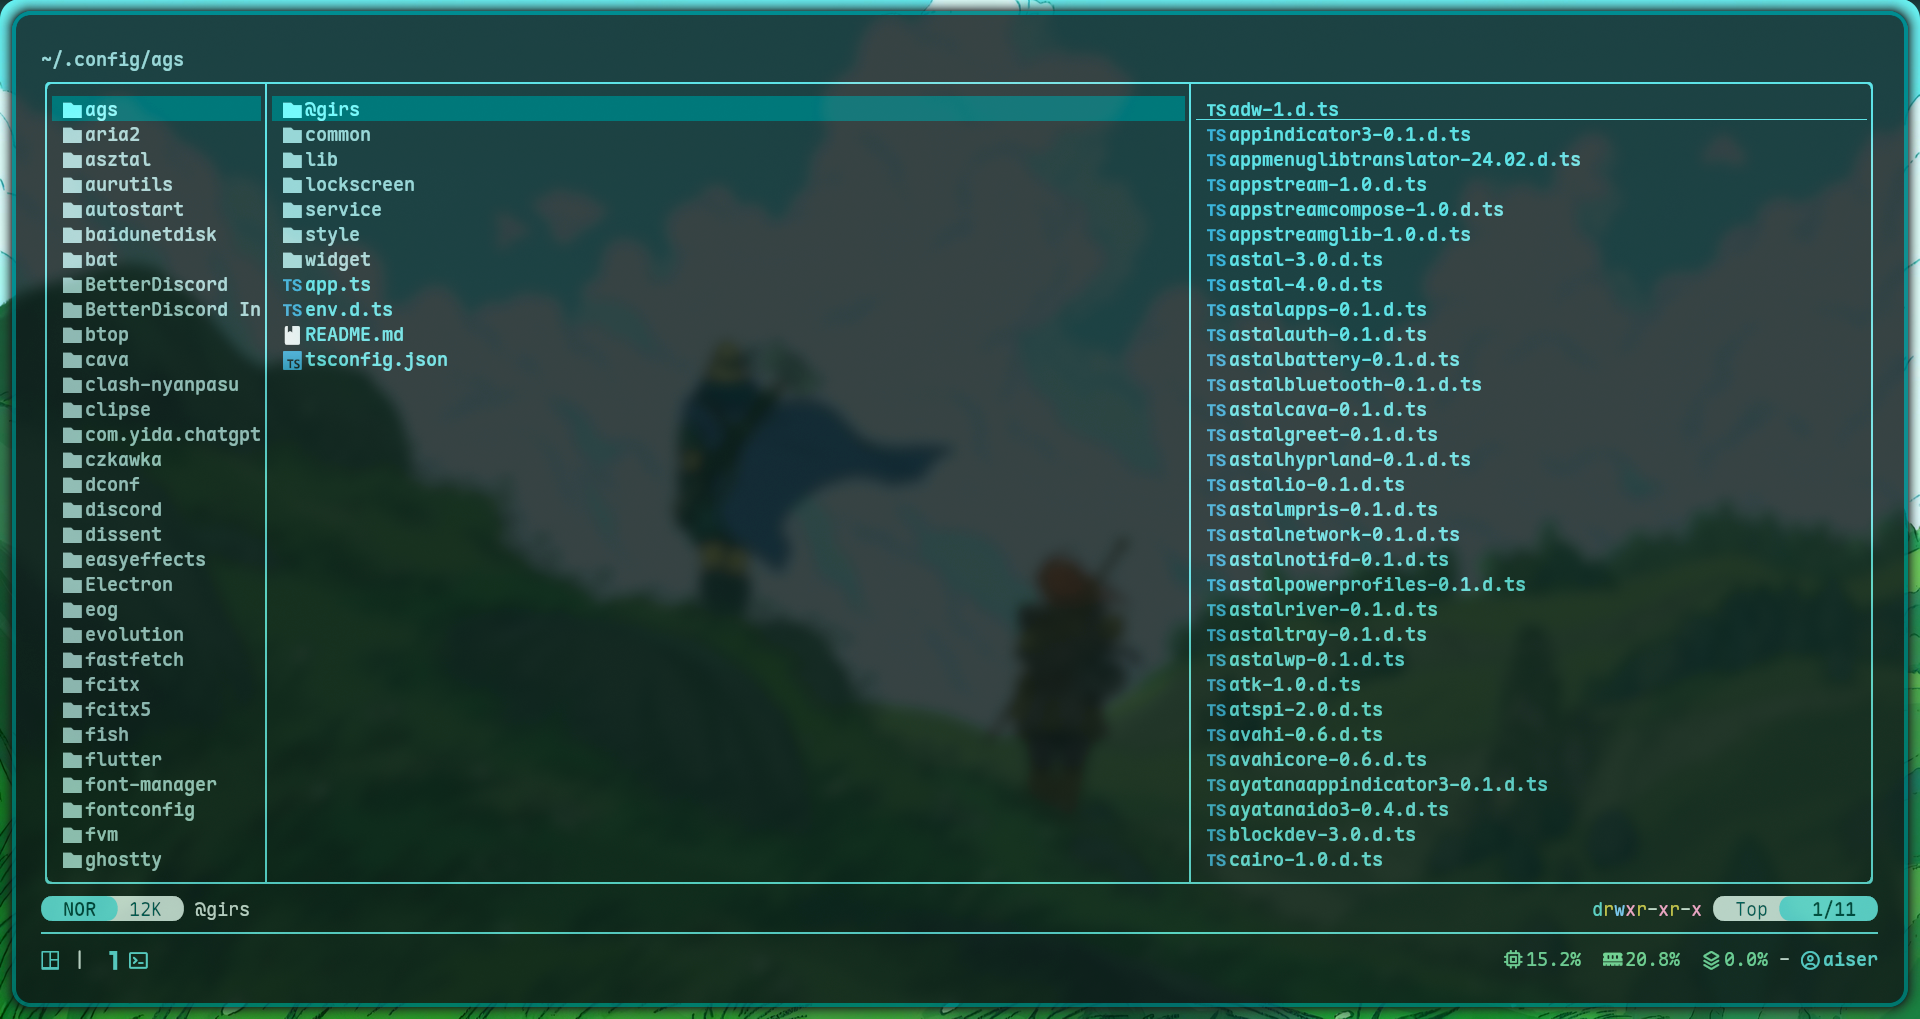 ~/.config/ags
ags
aria2
asztal
aurutils
autostart
baidunetdisk
bat
BetterDiscord
BetterDiscord In
btop
cava
clash-nyanpasu
clipse
com.yida.chatgpt
czkawka
dconf
discord
dissent
easyeffects
Electron
eog
evolution
fastfetch
fcitx
fcitx5
fish
flutter
font-manager
fontconfig
fvm
ghostty
@girs
common
lib
lockscreen
service
style
widget
TS app.ts
TS env.d.ts
README.md
TS tsconfig.json
TS adw-1.d.ts
TS appindicator3-0.1.d.ts
TS appmenuglibtranslator-24.02.d.ts
TS appstream-1.0.d.ts
TS appstreamcompose-1.0.d.ts
TS appstreamglib-1.0.d.ts
TS astal-3.0.d.ts
TS astal-4.0.d.ts
TS astalapps-0.1.d.ts
TS astalauth-0.1.d.ts
TS astalbattery-0.1.d.ts
TS astalbluetooth-0.1.d.ts
TS astalcava-0.1.d.ts
TS astalgreet-0.1.d.ts
TS astalhyprland-0.1.d.ts
TS astalio-0.1.d.ts
TS astalmpris-0.1.d.ts
TS astalnetwork-0.1.d.ts
TS astalnotifd-0.1.d.ts
TS astalpowerprofiles-0.1.d.ts
TS astalriver-0.1.d.ts
TS astaltray-0.1.d.ts
TS astalwp-0.1.d.ts
TS atk-1.0.d.ts
TS atspi-2.0.d.ts
TS avahi-0.6.d.ts
TS avahicore-0.6.d.ts
TS ayatanaappindicator3-0.1.d.ts
TS ayatanaido3-0.4.d.ts
TS blockdev-3.0.d.ts
TS cairo-1.0.d.ts
NOR 12K @girs drwxr-xr-x Top 1/11
| 1 15.2% 20.8% 0.0% - aiser